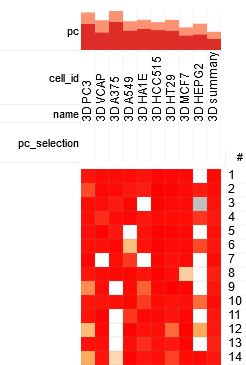 pc
cell_id
3D PC3
3D VCAP
3D A375
3D A549
3D HA1E
3D HCC515
3D HT29
3D MCF7
3D HEPG2
3D summary
name
pc_selection
#
1
2
3
4
5
6
7
8
9
10
11
12
13
14